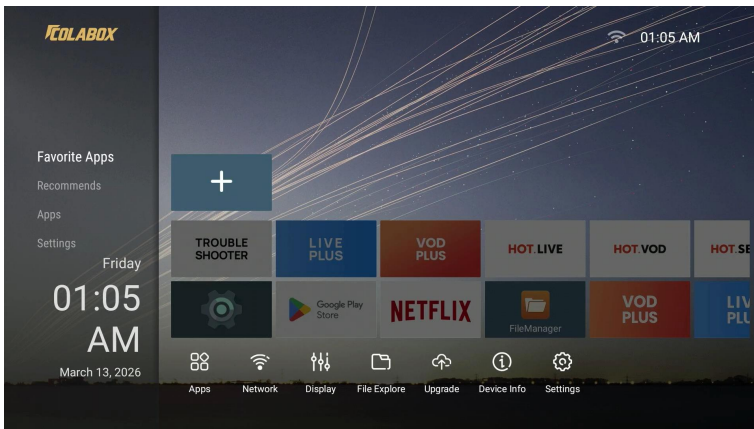 COLABOX
01:05 AM
Favorite Apps
Recommends
Apps
Settings
Friday
01:05
AM
March 13, 2026
TROUBLE
SHOOTER
LIVE
PLUS
VOD
PLUS
HOT.LIVE
HOT.VOD
HOT.SE
Google Play
Store
NETFLIX
FileManager
VOD
PLUS
LIV
PLU
Apps
Network
Display
File Explore
Upgrade
Device Info
Settings